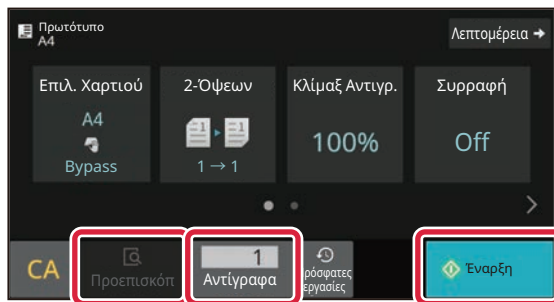 Πρωτότυπο
A4
Λεπτομέρεια
Επιλ. Χαρτιού
A4
Bypass
2-Όψεων
1 → 1
Κλίμαξ Αντιγρ.
100%
Συρραφή
Off
CA
Προεπισκόπ
1
Αντίγραφα
ρόσφατες
εργασίες
Έναρξη